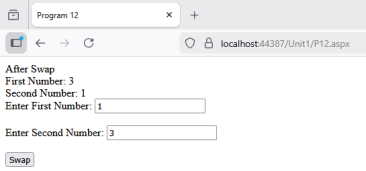 Program 12
localhost:44387/Unit1/P12.aspx
After Swap
First Number: 3
Second Number: 1
Enter First Number: 1
Enter Second Number: 3
Swap